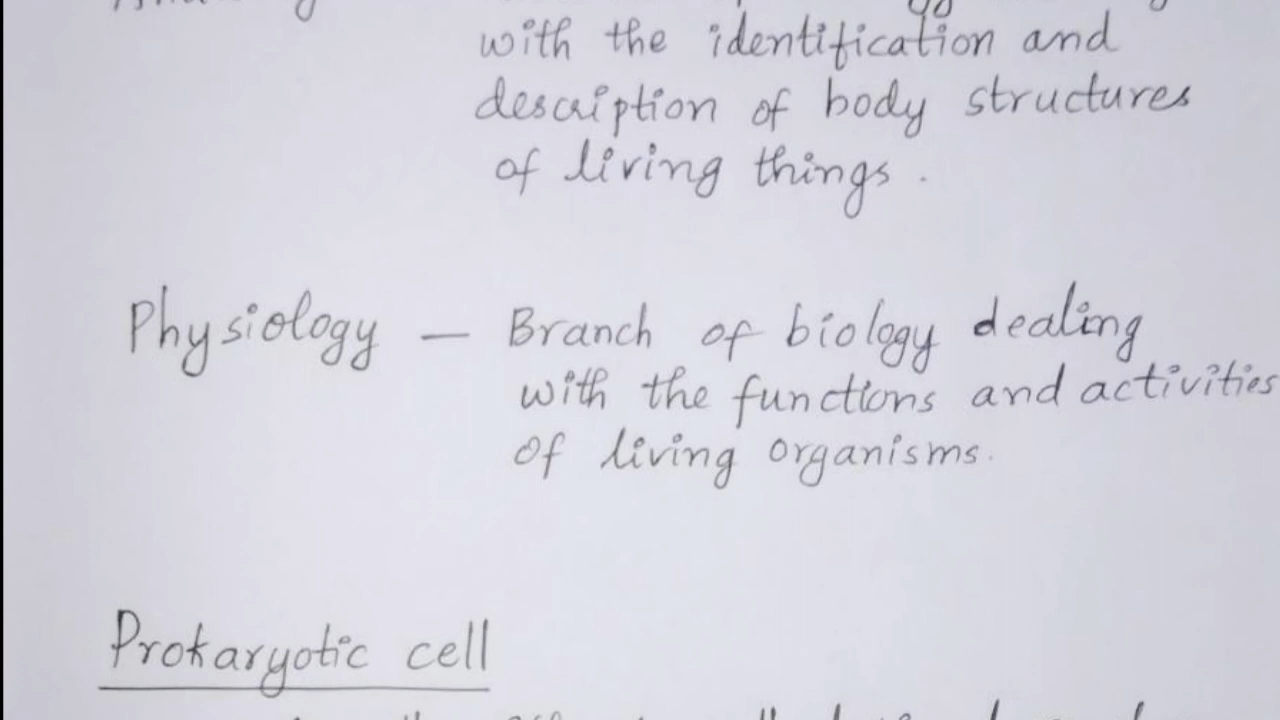 with the identification and
description of body structures
of living things.
Physiology — Branch of biology dealing
with the functions and activities
of living organisms.
Prokaryotic cell